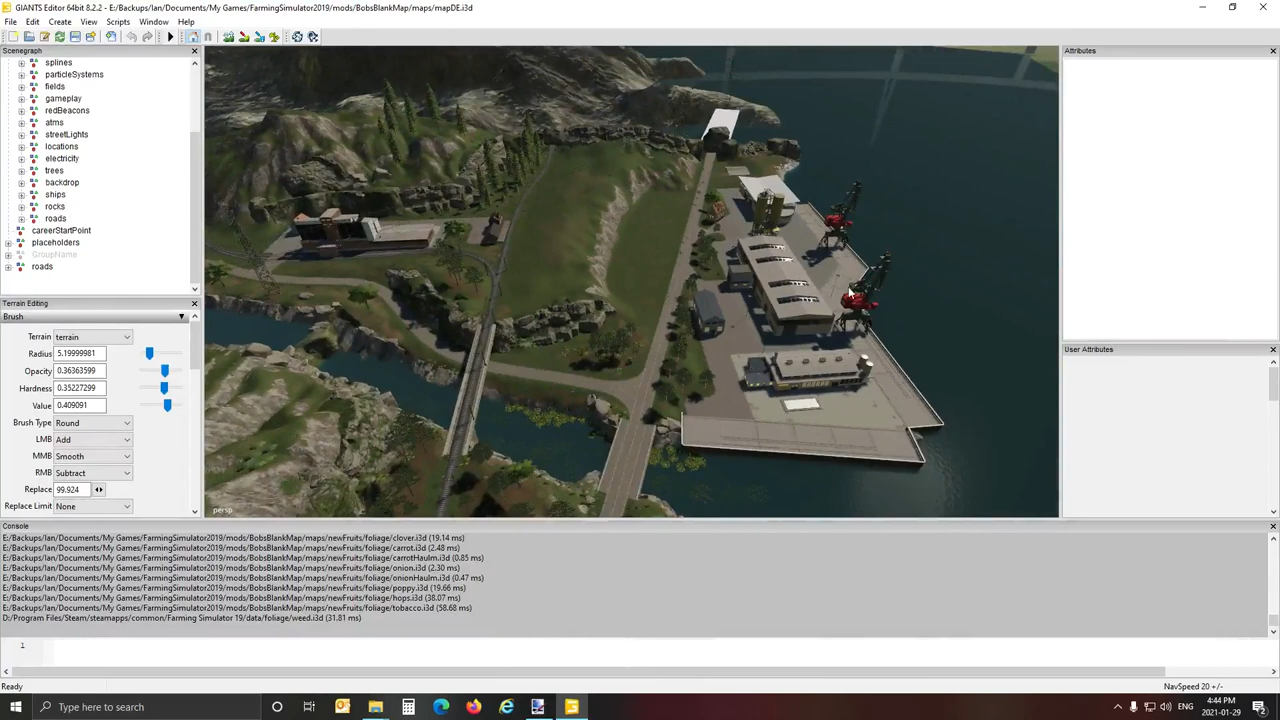 GIANTS Editor 64bit 8.2.2 - E:/Backups/Ian/Documents/My Games/FarmingSimulator2019/mods/BobsBlankMap/maps/mapDE.i3d
File Edit Create View Scripts Window Help
Scenegraph
splines
particleSystems
fields
gameplay
redBeacons
atms
streetLights
locations
electricity
trees
backdrop
ships
rocks
roads
careerStartPoint
placeholders
GroupName
roads
Terrain Editing
Brush
Terrain terrain
Radius 5.19999981
Opacity 0.36363599
Hardness 0.35227299
Value 0.409091
Brush Type Round
LMB Add
MMB Smooth
RMB Subtract
Replace 99.924
Replace Limit None
persp
Attributes
User Attributes
Console
E:/Backups/Ian/Documents/My Games/FarmingSimulator2019/mods/BobsBlankMap/maps/newFruits/foliage/clover.i3d (19.14 ms)
E:/Backups/Ian/Documents/My Games/FarmingSimulator2019/mods/BobsBlankMap/maps/newFruits/foliage/carrot.i3d (2.48 ms)
E:/Backups/Ian/Documents/My Games/FarmingSimulator2019/mods/BobsBlankMap/maps/newFruits/foliage/carrotHaulm.i3d (0.85 ms)
E:/Backups/Ian/Documents/My Games/FarmingSimulator2019/mods/BobsBlankMap/maps/newFruits/foliage/onion.i3d (2.30 ms)
E:/Backups/Ian/Documents/My Games/FarmingSimulator2019/mods/BobsBlankMap/maps/newFruits/foliage/onionHaulm.i3d (0.47 ms)
E:/Backups/Ian/Documents/My Games/FarmingSimulator2019/mods/BobsBlankMap/maps/newFruits/foliage/poppy.i3d (19.66 ms)
E:/Backups/Ian/Documents/My Games/FarmingSimulator2019/mods/BobsBlankMap/maps/newFruits/foliage/hops.i3d (38.07 ms)
E:/Backups/Ian/Documents/My Games/FarmingSimulator2019/mods/BobsBlankMap/maps/newFruits/foliage/tobacco.i3d (58.68 ms)
D:/Program Files/Steam/steamapps/common/Farming Simulator 19/data/foliage/weed.i3d (31.81 ms)
1
Ready
NavSpeed 20 +/-
Type here to search
4:44 PM
ENG
2021-01-29
2